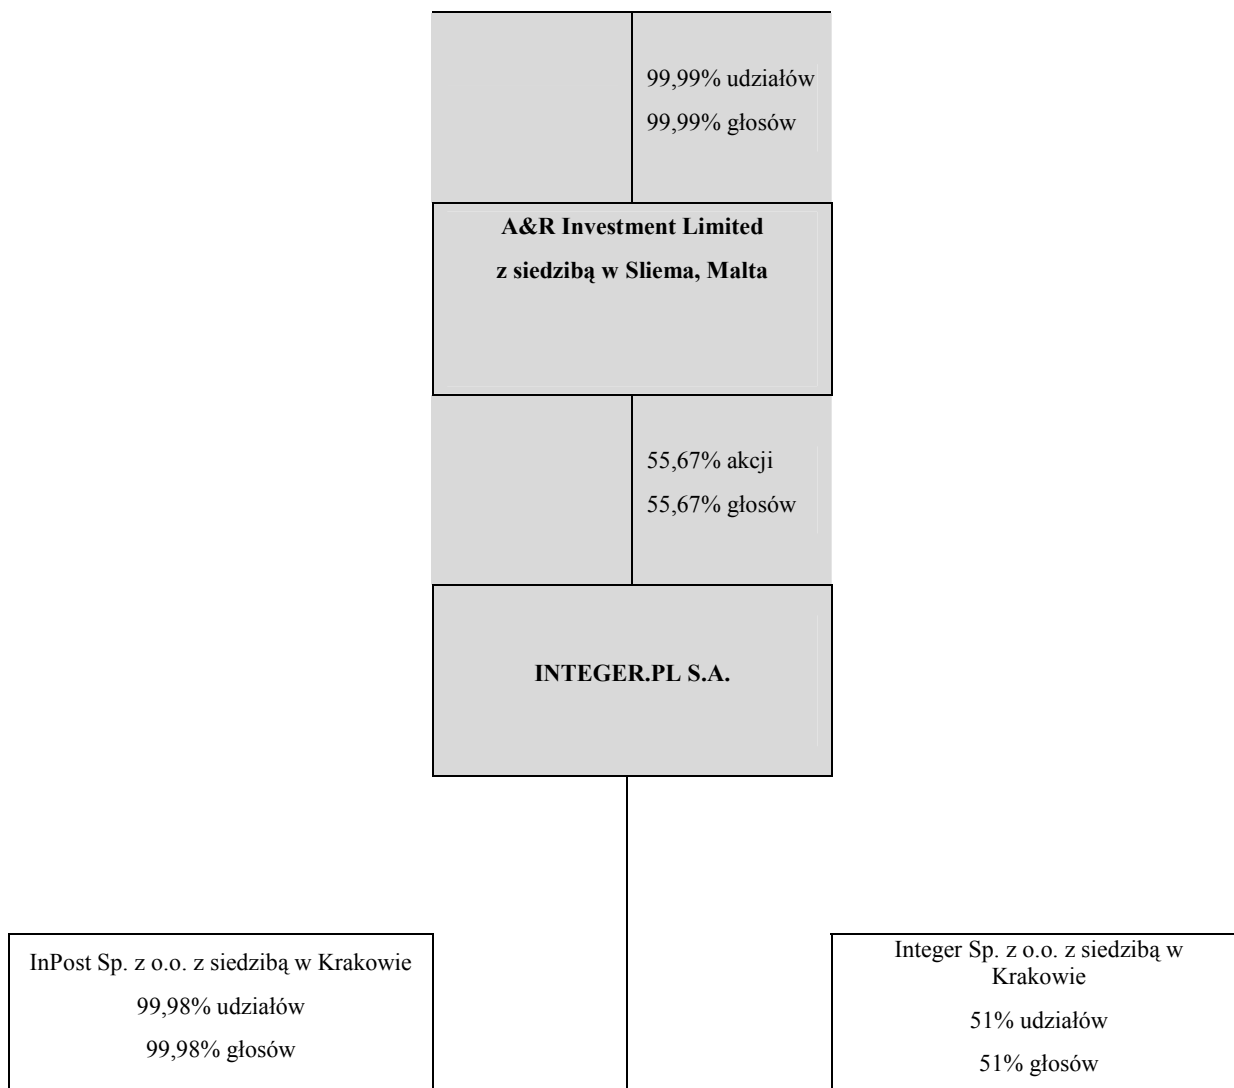 99,99% udziałów
99,99% głosów
A&R Investment Limited
z siedzibą w Sliema, Malta
55,67% akcji
55,67% głosów
INTEGER.PL S.A.
InPost Sp. z o.o. z siedzibą w Krakowie
99,98% udziałów
99,98% głosów
Integer Sp. z o.o. z siedzibą w
Krakowie
51% udziałów
51% głosów